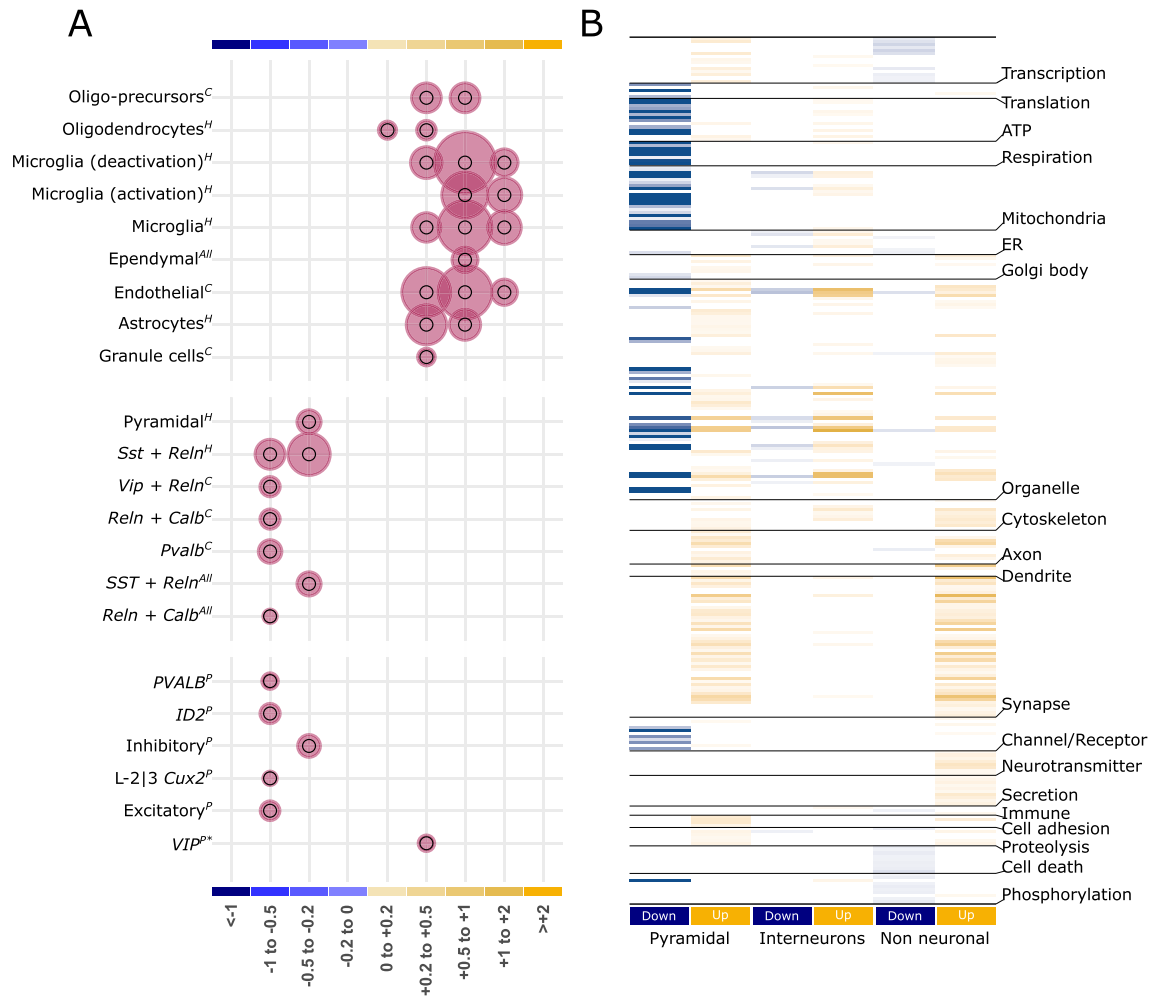 A
B
Oligo-precursorsC
OligodendrocytesH
Microglia (deactivation)H
Microglia (activation)H
MicrogliaH
EpendymalAll
EndothelialC
AstrocytesH
Granule cellsC
PyramidalH
Sst + RelnH
Vip + RelnC
Reln + CalbC
PvalbC
SST + RelnAll
Reln + CalbAll
PVALBP
ID2P
InhibitoryP
L-2|3 Cux2P
ExcitatoryP
VIPP*
<-1
-1 to -0.5
-0.5 to -0.2
-0.2 to 0
0 to +0.2
+0.2 to +0.5
+0.5 to +1
+1 to +2
>+2
Transcription
Translation
ATP
Respiration
Mitochondria
ER
Golgi body
Organelle
Cytoskeleton
Axon
Dendrite
Synapse
Channel/Receptor
Neurotransmitter
Secretion
Immune
Cell adhesion
Proteolysis
Cell death
Phosphorylation
Down Up Down Up Down Up
Pyramidal Interneurons Non neuronal